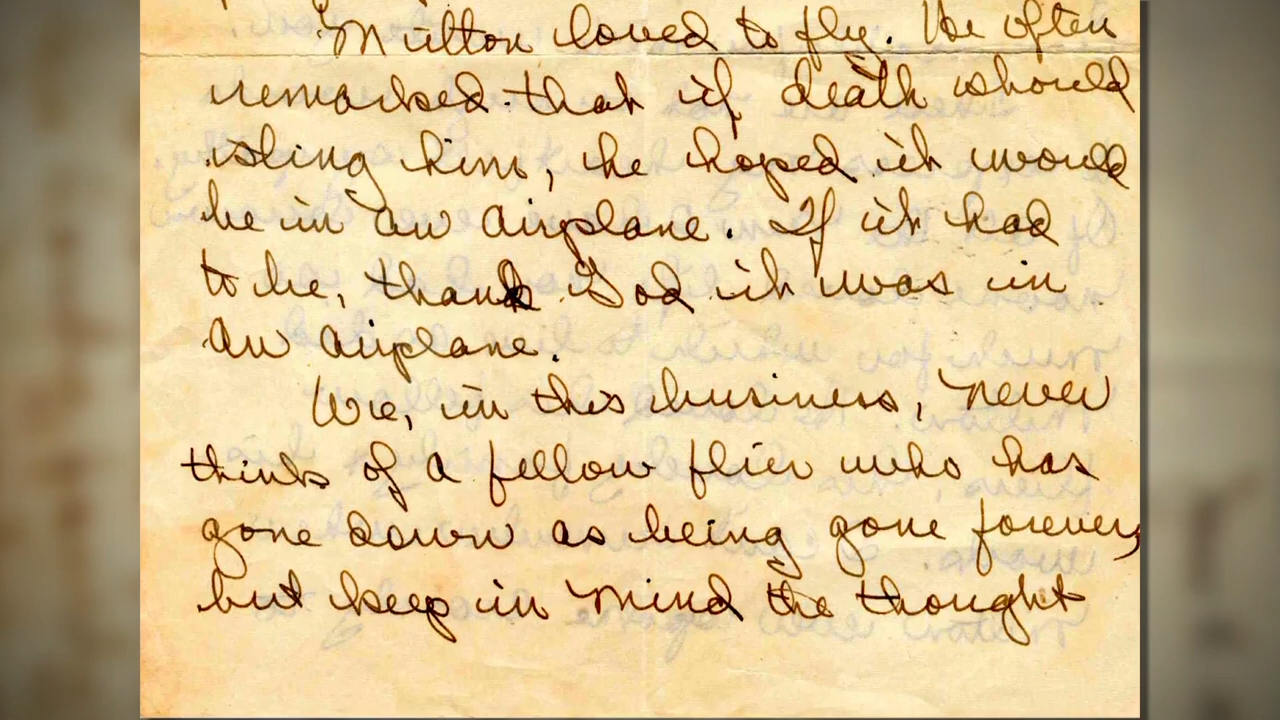 Milton loved to fly. He often
remarked that if death should
sting him, he hoped it would
be in an airplane. If it had
to be, thank God it was in
an airplane.
We, in this business, never
think of a fellow flier who has
gone down as being gone forever,
but keep in mind the thought